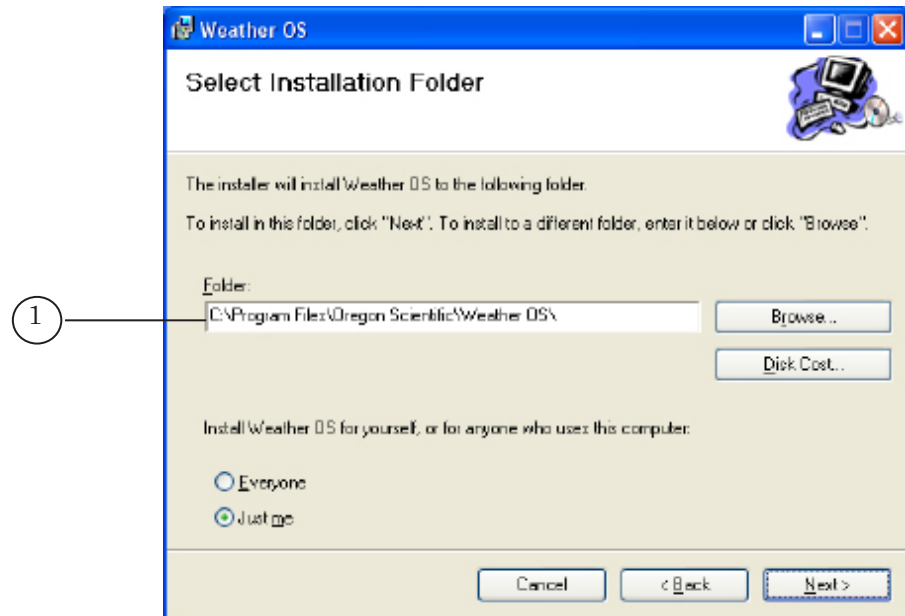 Weather OS
Select Installation Folder
The installer will install Weather OS to the following folder.
To install in this folder, click "Next". To install to a different folder, enter it below or click "Browse".
Folder:
1
C:\Program Files\Oregon Scientific\Weather OS\
Browse...
Disk Cost...
Install Weather OS for yourself, or for anyone who uses this computer:
Everyone
Just me
Cancel
< Back
Next >